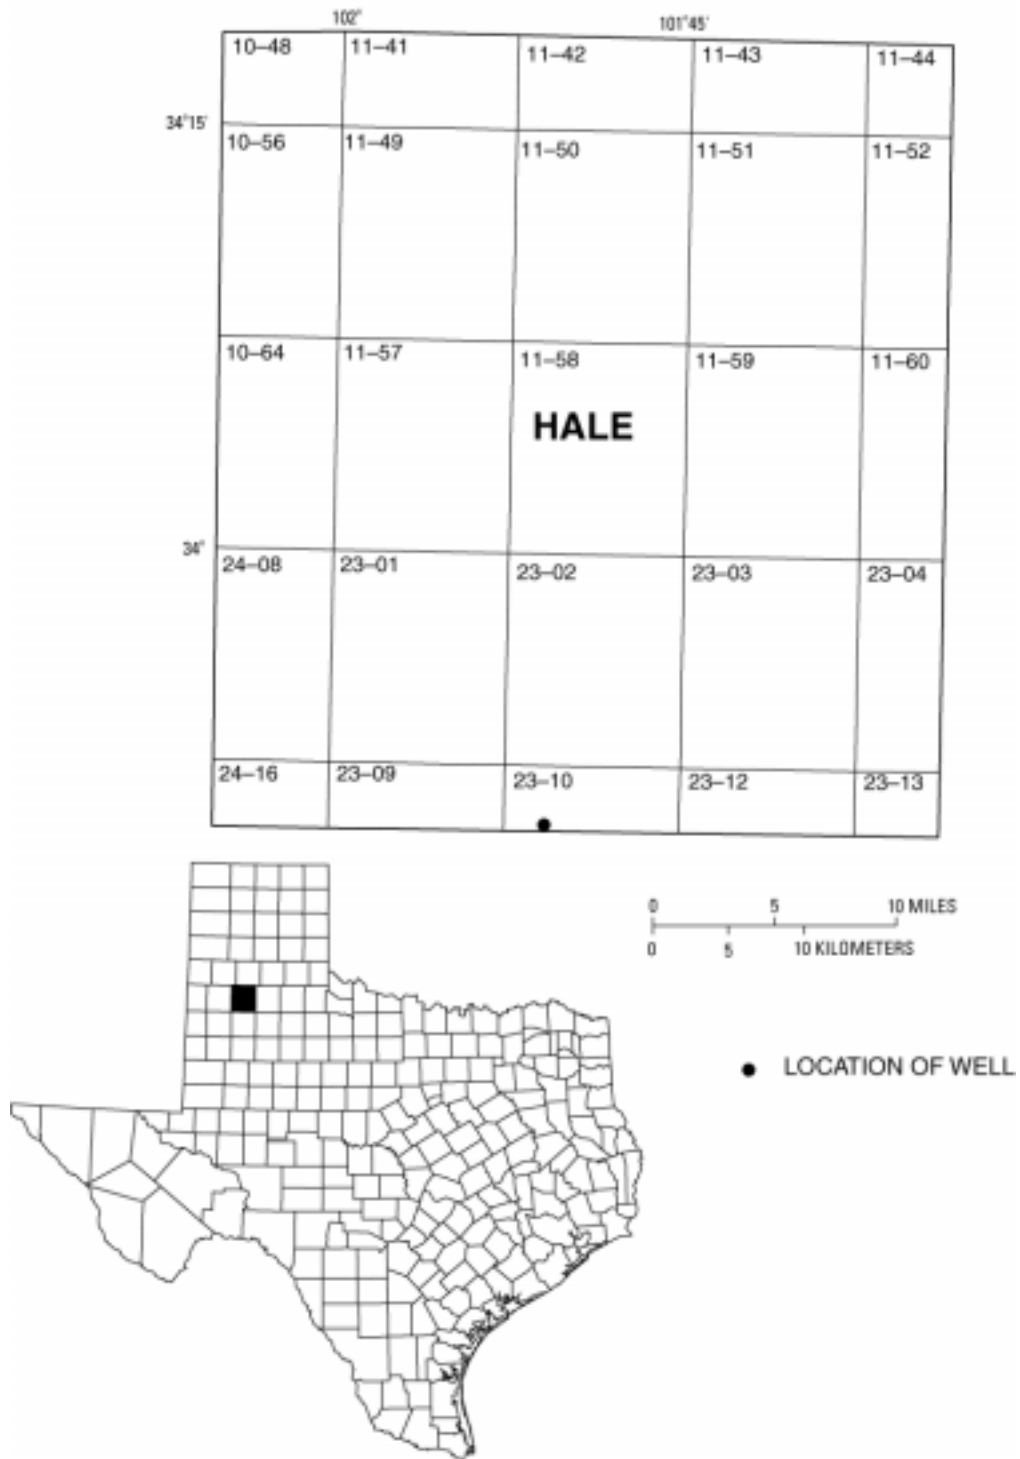 102° 101°45'
10–48 11–41 11–42 11–43 11–44
34°15'
10–56 11–49 11–50 11–51 11–52
10–64 11–57 11–58 11–59 11–60
HALE
34°
24–08 23–01 23–02 23–03 23–04
24–16 23–09 23–10 23–12 23–13
0 5 10 MILES
0 5 10 KILOMETERS
LOCATION OF WELL